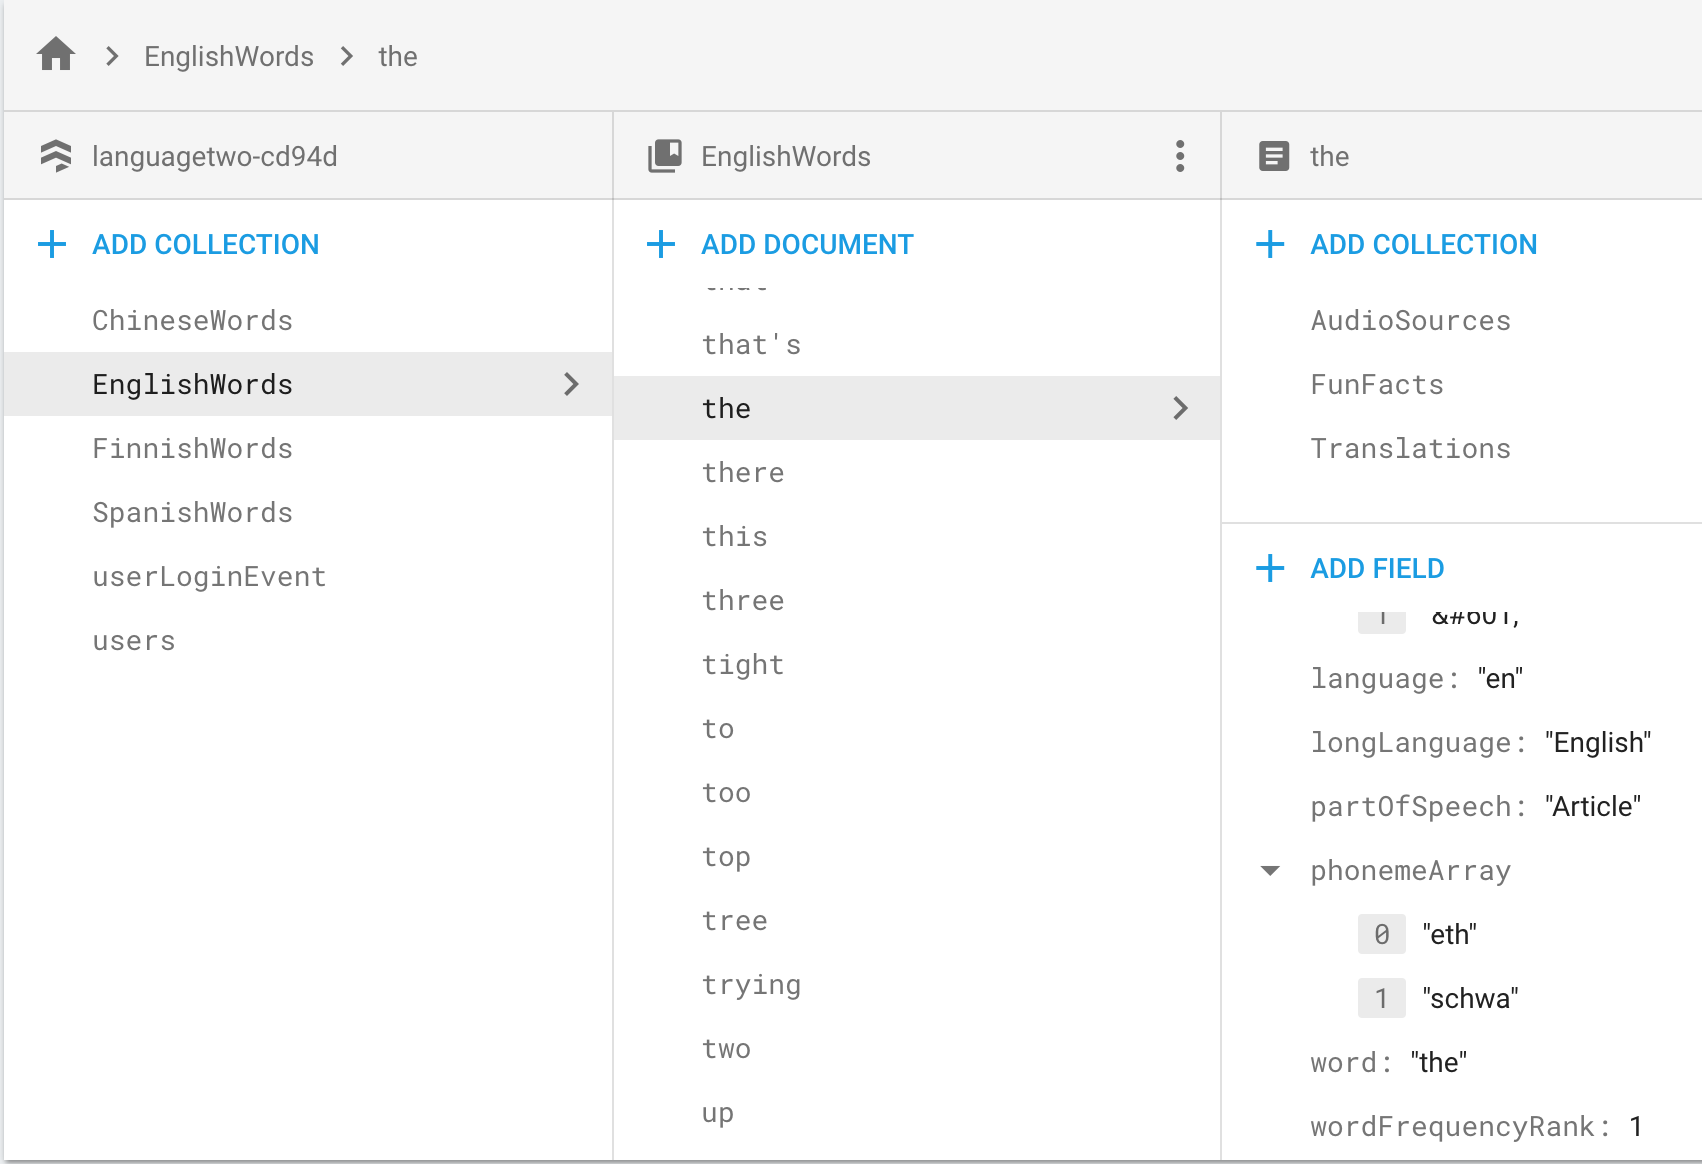 EnglishWords > the
languagetwo-cd94d
ADD COLLECTION
ChineseWords
EnglishWords
FinnishWords
SpanishWords
userLoginEvent
users
EnglishWords
ADD DOCUMENT
that's
the
there
this
three
tight
to
too
top
tree
trying
two
up
the
ADD COLLECTION
AudioSources
FunFacts
Translations
ADD FIELD
language: "en"
longLanguage: "English"
partOfSpeech: "Article"
phonemeArray
0 "eth"
1 "schwa"
word: "the"
wordFrequencyRank: 1